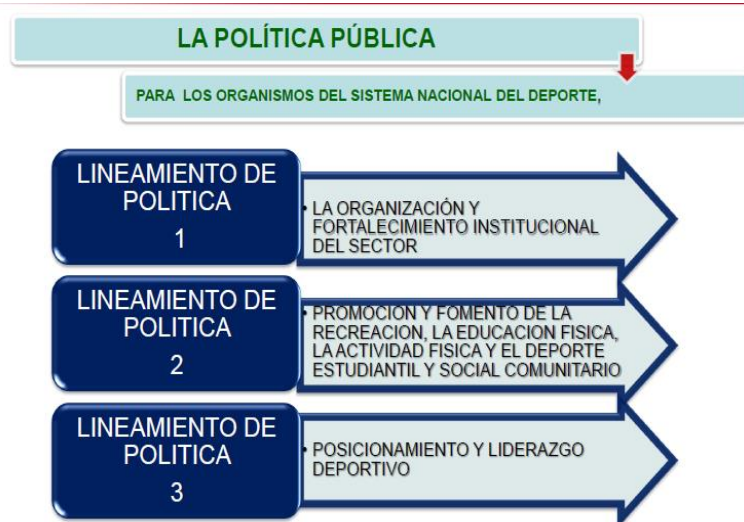 LA POLÍTICA PÚBLICA
PARA LOS ORGANISMOS DEL SISTEMA NACIONAL DEL DEPORTE,
LINEAMIENTO DE
POLITICA
1
• LA ORGANIZACIÓN Y
FORTALECIMIENTO INSTITUCIONAL
DEL SECTOR
LINEAMIENTO DE
POLITICA
2
• PROMOCION Y FOMENTO DE LA
RECREACION, LA EDUCACION FISICA,
LA ACTIVIDAD FISICA Y EL DEPORTE
ESTUDIANTIL Y SOCIAL COMUNITARIO
LINEAMIENTO DE
POLITICA
3
• POSICIONAMIENTO Y LIDERAZGO
DEPORTIVO